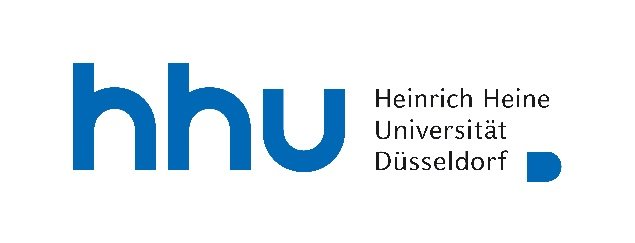 hhu
Heinrich Heine
Universität
Düsseldorf